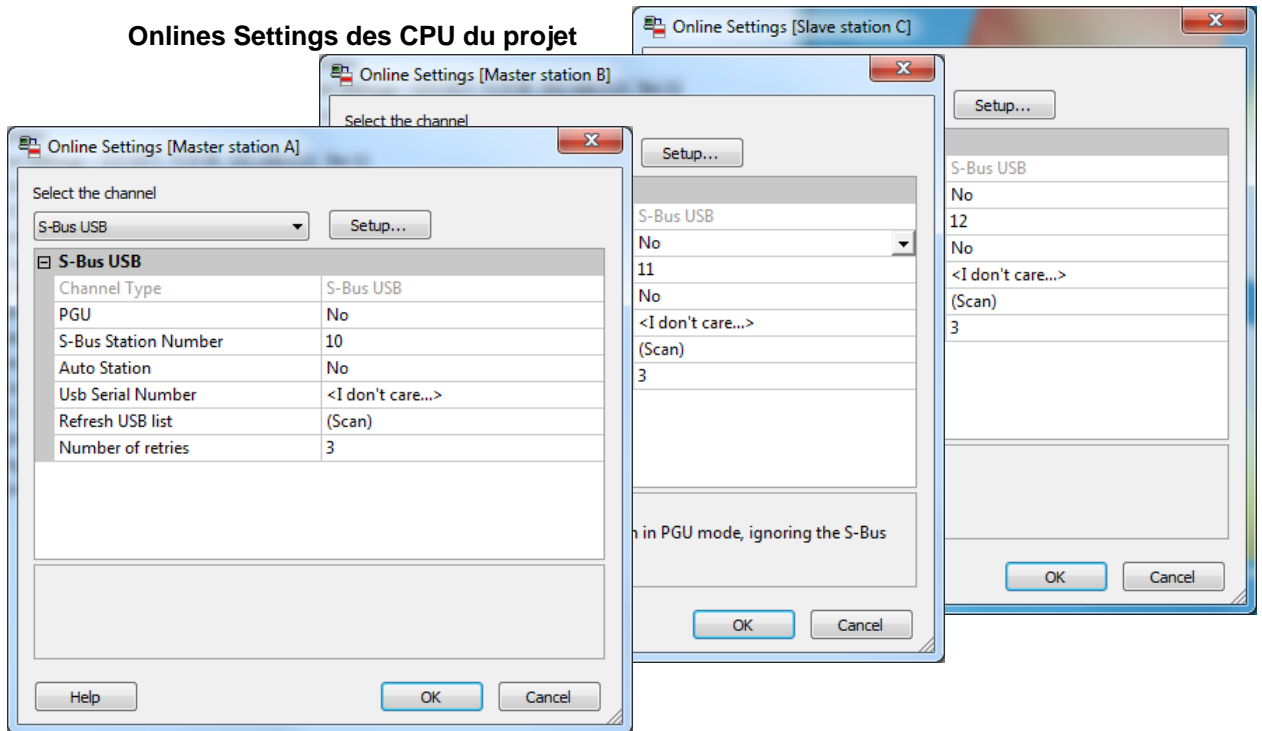 Onlines Settings des CPU du projet
Online Settings [Master station A]
Select the channel
S-Bus USB
Setup...
S-Bus USB
Channel Type S-Bus USB
PGU No
S-Bus Station Number 10
Auto Station No
Usb Serial Number <I don't care...>
Refresh USB list (Scan)
Number of retries 3
Help OK Cancel
Online Settings [Master station B]
Select the channel
Setup...
S-Bus USB
No
11
No
<I don't care...>
(Scan)
3
in PGU mode, ignoring the S-Bus
OK Cancel
Online Settings [Slave station C]
Setup...
S-Bus USB
No
12
No
<I don't care...>
(Scan)
3
OK Cancel